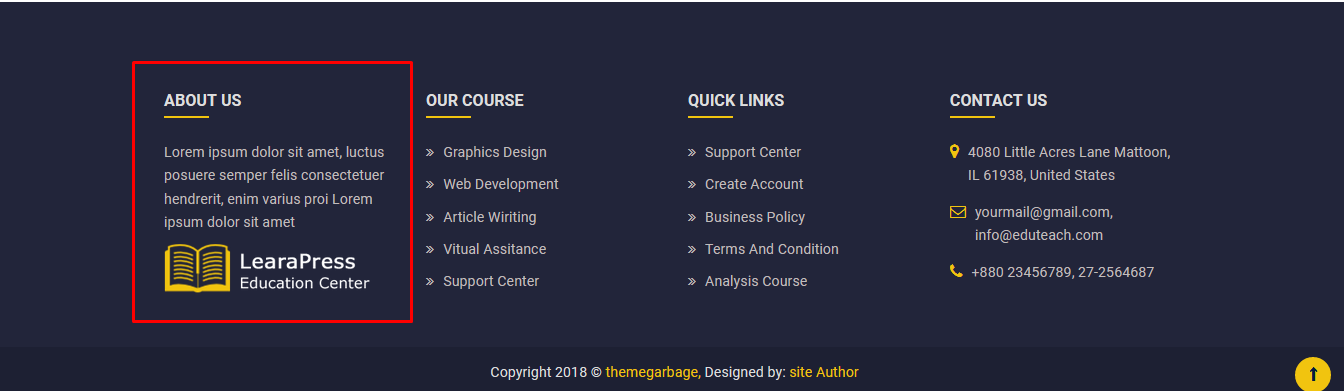 ABOUT US
Lorem ipsum dolor sit amet, luctus
posuere semper felis consectetuer
hendrerit, enim varius proi Lorem
ipsum dolor sit amet
LearaPress
Education Center
OUR COURSE
Graphics Design
Web Development
Article Wiriting
Vitual Assitance
Support Center
QUICK LINKS
Support Center
Create Account
Business Policy
Terms And Condition
Analysis Course
CONTACT US
4080 Little Acres Lane Mattoon,
IL 61938, United States
yourmail@gmail.com,
info@eduteach.com
+880 23456789, 27-2564687
Copyright 2018 © themegarbage, Designed by: site Author